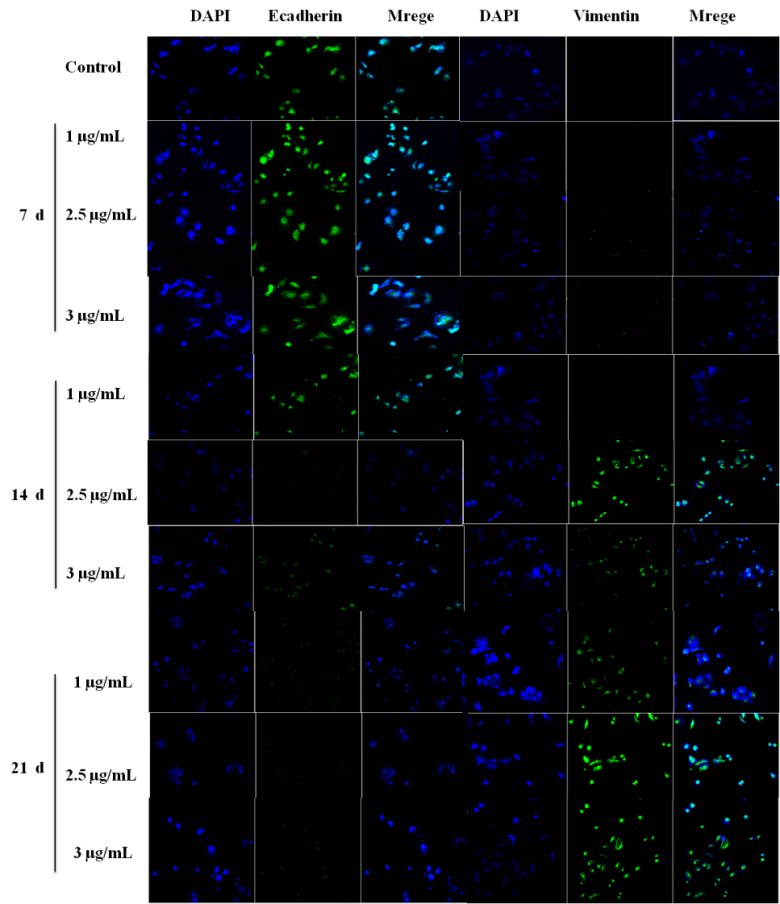 DAPI Ecadherin Mrege DAPI Vimentin Mrege
Control
1 µg/mL
7 d 2.5 µg/mL
3 µg/mL
1 µg/mL
14 d 2.5 µg/mL
3 µg/mL
1 µg/mL
21 d 2.5 µg/mL
3 µg/mL